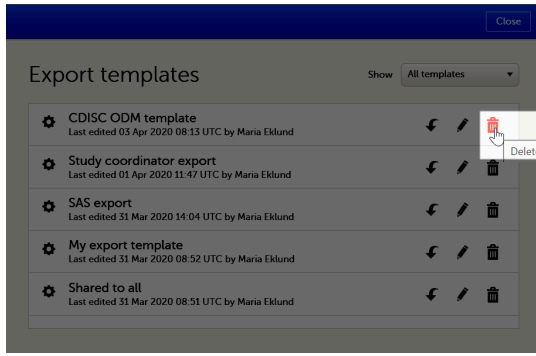 Close
Export templates
Show All templates
CDISC ODM template
Last edited 03 Apr 2020 08:13 UTC by Maria Eklund
Delete
Study coordinator export
Last edited 01 Apr 2020 11:47 UTC by Maria Eklund
SAS export
Last edited 31 Mar 2020 14:04 UTC by Maria Eklund
My export template
Last edited 31 Mar 2020 08:52 UTC by Maria Eklund
Shared to all
Last edited 31 Mar 2020 08:51 UTC by Maria Eklund